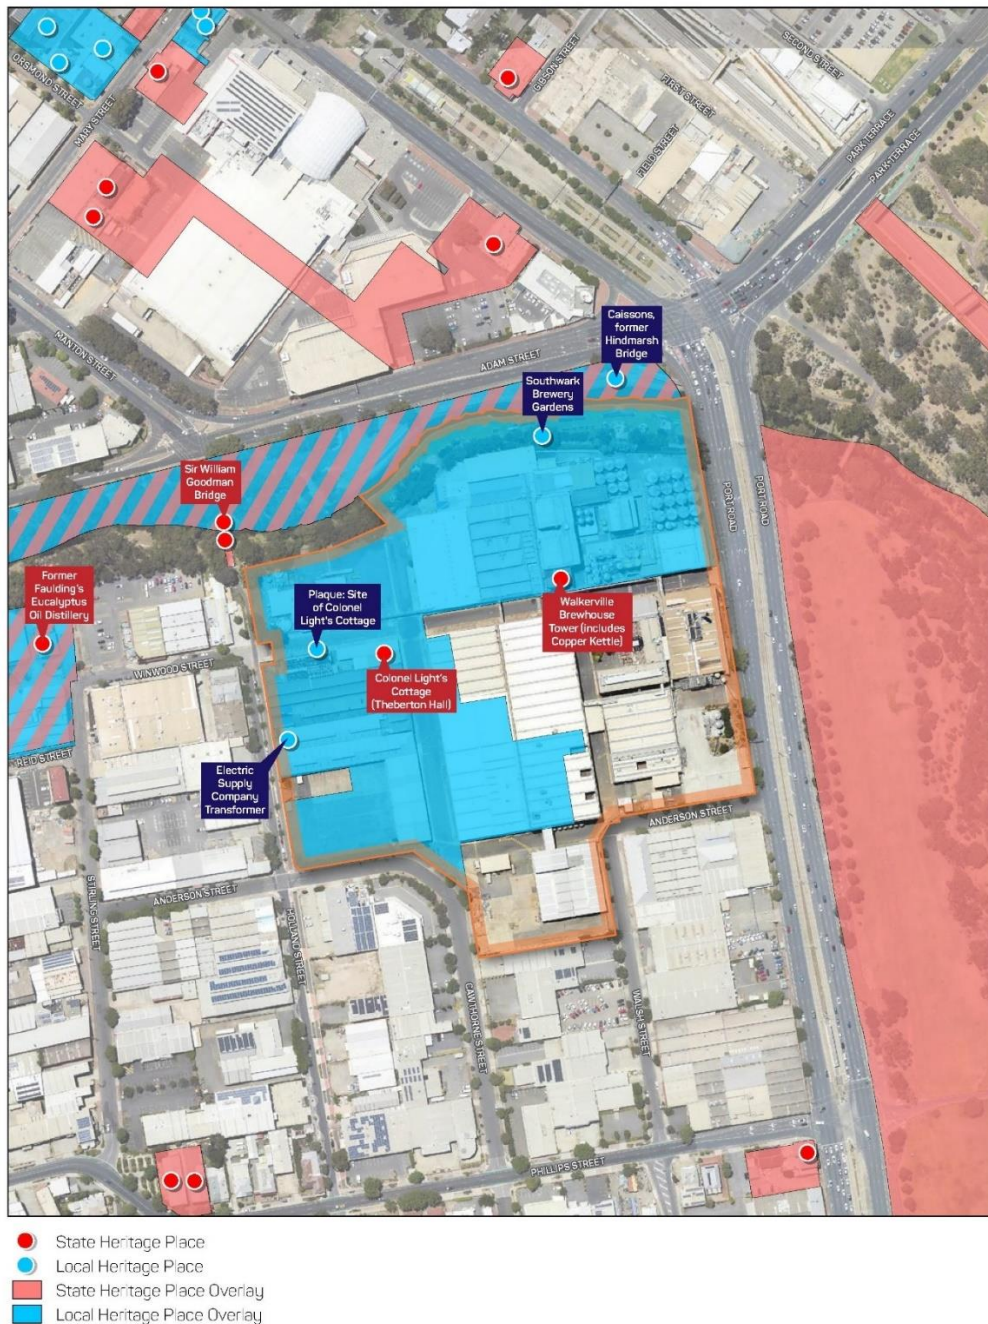 ORSMOND STREET
MARY STREET
GIBSON STREET
FIRST STREET
SECOND STREET
FIELD STREET
PARK TERRACE
PARK TERRACE
MANTON STREET
ADAM STREET
Caissons,
former
Hindmarsh
Bridge
Southwark
Brewery
Gardens
Sir William
Goodman
Bridge
PORT ROAD
PORT ROAD
Former
Faulding's
Eucalyptus
Oil Distillery
Plaque: Site
of Colonel
Light's Cottage
Walkerville
Brewhouse
Tower (includes
Copper Kettle)
WINWOOD STREET
Colonel Light's
Cottage
(Theberton Hall)
REID STREET
Electric
Supply
Company
Transformer
ANDERSON STREET
ANDERSON STREET
STIRLING STREET
HOLLAND STREET
CAWTHORNE STREET
WALSH STREET
PHILLIPS STREET
State Heritage Place
Local Heritage Place
State Heritage Place Overlay
Local Heritage Place Overlay